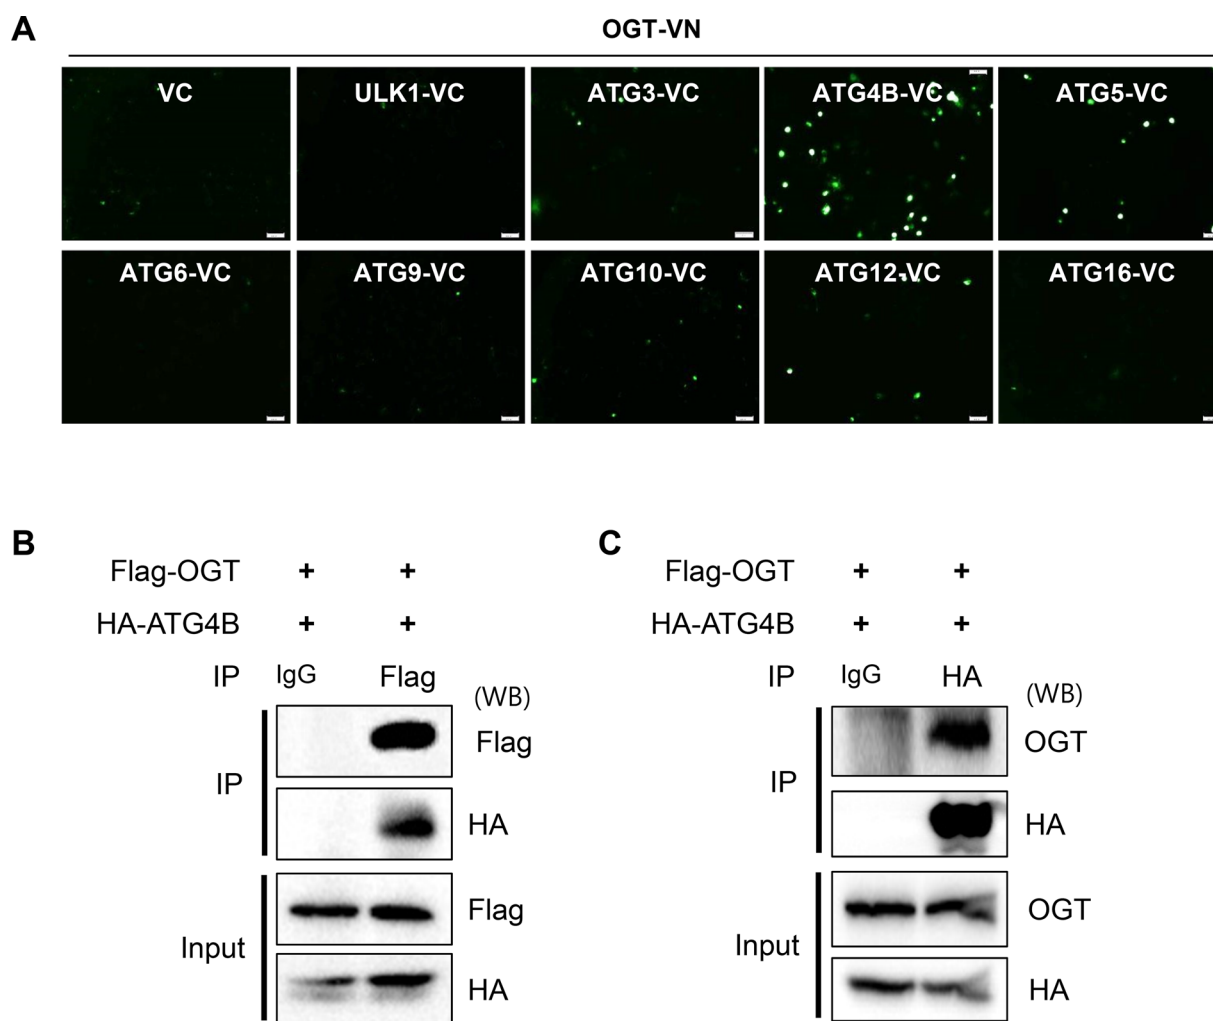 A
OGT-VN
VC ULK1-VC ATG3-VC ATG4B-VC ATG5-VC
ATG6-VC ATG9-VC ATG10-VC ATG12-VC ATG16-VC
B
Flag-OGT + +
HA-ATG4B + +
IP IgG Flag
(WB)
IP
Flag
HA
Input
Flag
HA
C
Flag-OGT + +
HA-ATG4B + +
IP IgG HA
(WB)
IP
OGT
HA
Input
OGT
HA